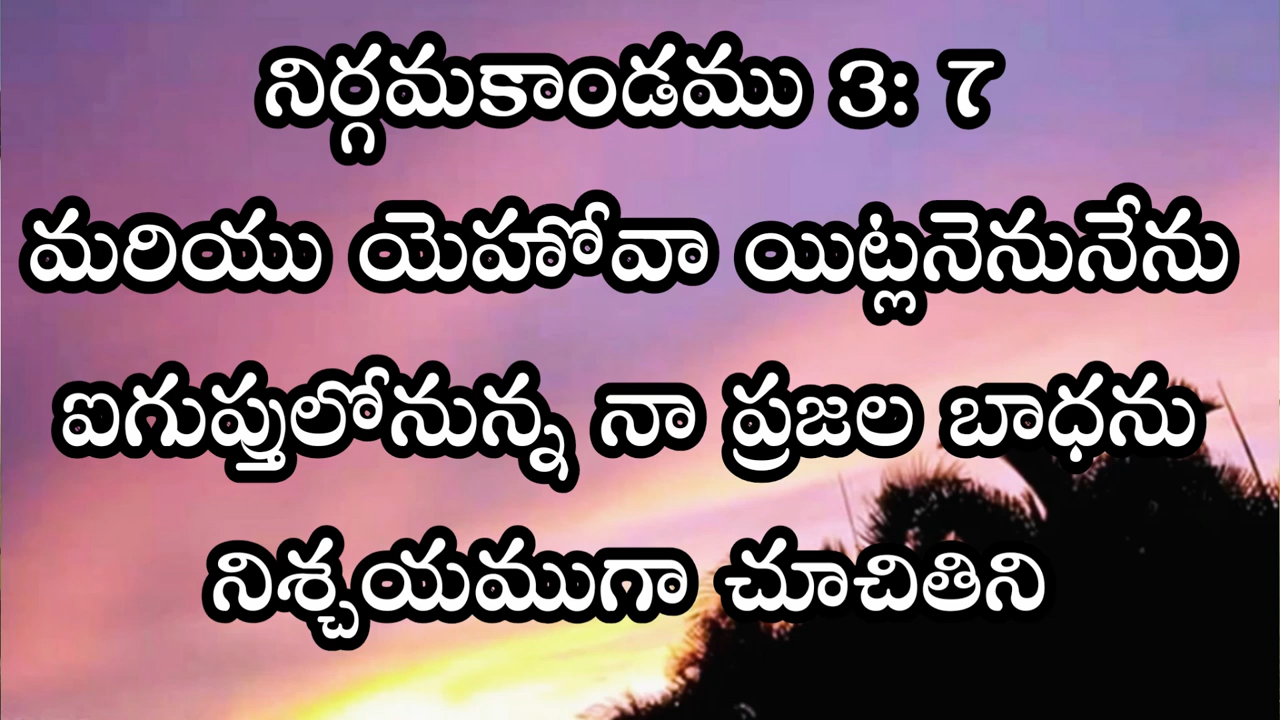 నిర్గమకాండము 3: 7
మరియు యెహోవా యిట్లనెనునేను
ఐగుప్తులోనున్న నా ప్రజల బాధను
నిశ్చయముగా చూచితిని